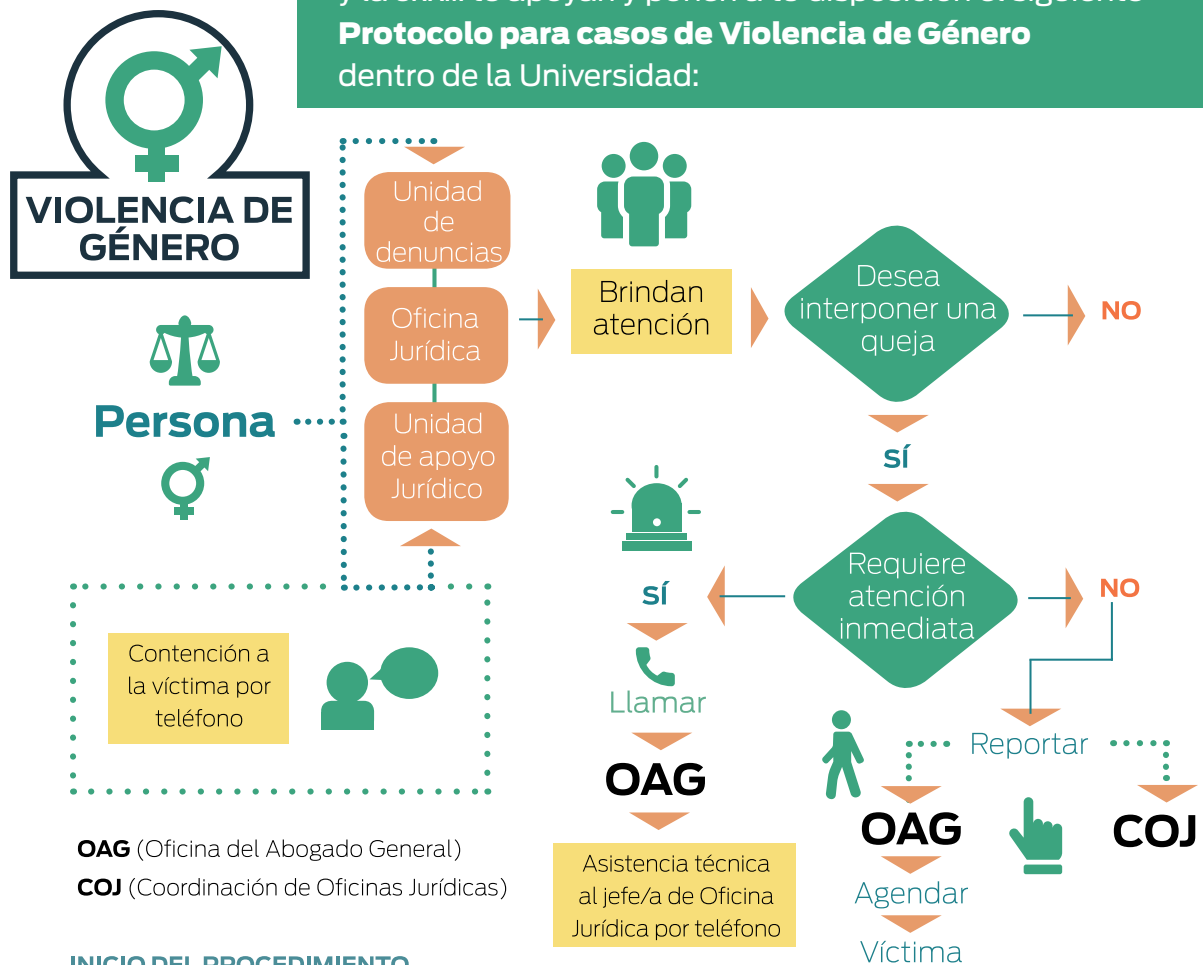 Protocolo para casos de Violencia de Género
dentro de la Universidad:
VIOLENCIA DE
GÉNERO
Persona
Unidad
de
denuncias
Oficina
Jurídica
Unidad
de apoyo
Jurídico
Brindan
atención
Desea
interponer una
queja
NO
SÍ
Requiere
atención
inmediata
NO
SÍ
Llamar
OAG
Asistencia técnica
al jefe/a de Oficina
Jurídica por teléfono
Reportar
OAG
COJ
Agendar
Víctima
Contención a
la víctima por
teléfono
OAG (Oficina del Abogado General)
COJ (Coordinación de Oficinas Jurídicas)
INICIO DEL PROCEDIMIENTO